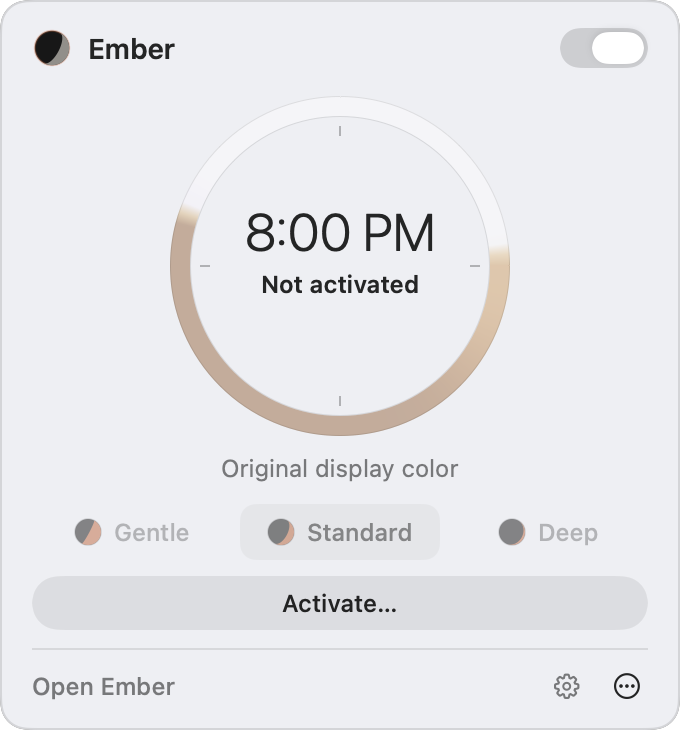 Ember
8:00 PM
Not activated
Original display color
Gentle
Standard
Deep
Activate...
Open Ember